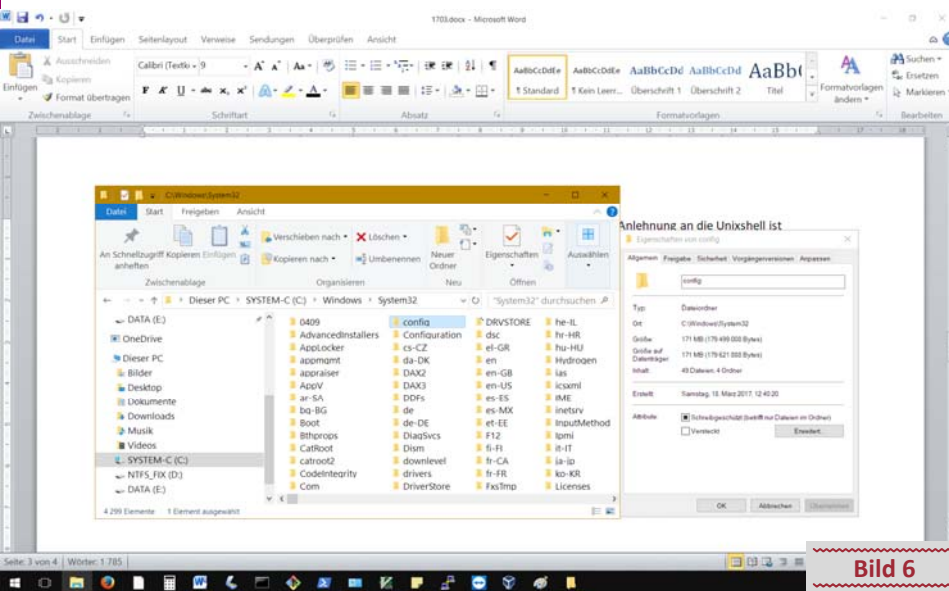 1703.docx - Microsoft Word
Datei Start Einfügen Seitenlayout Verweise Sendungen Überprüfen Ansicht
Einfügen
Ausschneiden
Kopieren
Format übertragen
Zwischenablage
Calibri (Textki 9
F K U abc x, x²
Schriftart
Absatz
AaBbCcDdEe AaBbCcDdEe AaBbCcDd AaBbCcDd AaBb(
¶ Standard ¶ Kein Leerr... Überschrift 1 Überschrift 2 Titel
Formatvorlagen ändern
Formatvorlagen
Suchen
Ersetzen
Markieren
Bearbeiten
Anlehnung an die Unixshell ist
C:\Windows\System32
Datei Start Freigeben Ansicht
An Schnellzugriff anheften
Kopieren Einfügen
Zwischenablage
Verschieben nach Löschen
Kopieren nach Umbenennen
Organisieren
Neuer Ordner
Neu
Eigenschaften
Öffnen
Auswählen
Dieser PC SYSTEM-C (C:) Windows System32
"System32" durchsuchen
DATA (E:)
OneDrive
Dieser PC
Bilder
Desktop
Dokumente
Downloads
Musik
Videos
SYSTEM-C (C:)
NTFS_FIX (D:)
DATA (E:)
0409
AdvancedInstallers
AppLocker
appmgmt
appraiser
AppV
ar-SA
bg-BG
Boot
Bthprops
CatRoot
catroot2
CodeIntegrity
Com
config
Configuration
cs-CZ
da-DK
DAX2
DAX3
DDFs
de
de-DE
DiagSvcs
Dism
downlevel
drivers
DriverStore
DRVSTORE
dsc
el-GR
en
en-GB
en-US
es-ES
es-MX
et-EE
F12
fi-FI
fr-CA
fr-FR
FxsTmp
he-IL
hr-HR
hu-HU
Hydrogen
ias
icsxml
IME
inetsrv
InputMethod
Ipmi
it-IT
ja-jp
ko-KR
Licenses
4 299 Elemente 1 Element ausgewählt
Eigenschaften von config
Allgemein Freigabe Sicherheit Vorgängerversionen Anpassen
config
Typ: Dateiordner
Ort: C:\Windows\System32
Größe: 171 MB (179 499 008 Bytes)
Größe auf Datenträger: 171 MB (179 621 888 Bytes)
Inhalt: 49 Dateien, 4 Ordner
Erstellt: Samstag, 18. März 2017, 12:40:20
Attribute: Schreibgeschützt (betrifft nur Dateien im Ordner)
Versteckt Erweitert...
OK Abbrechen Übernehmen
Seite: 3 von 4 Wörter: 1 785
Bild 6